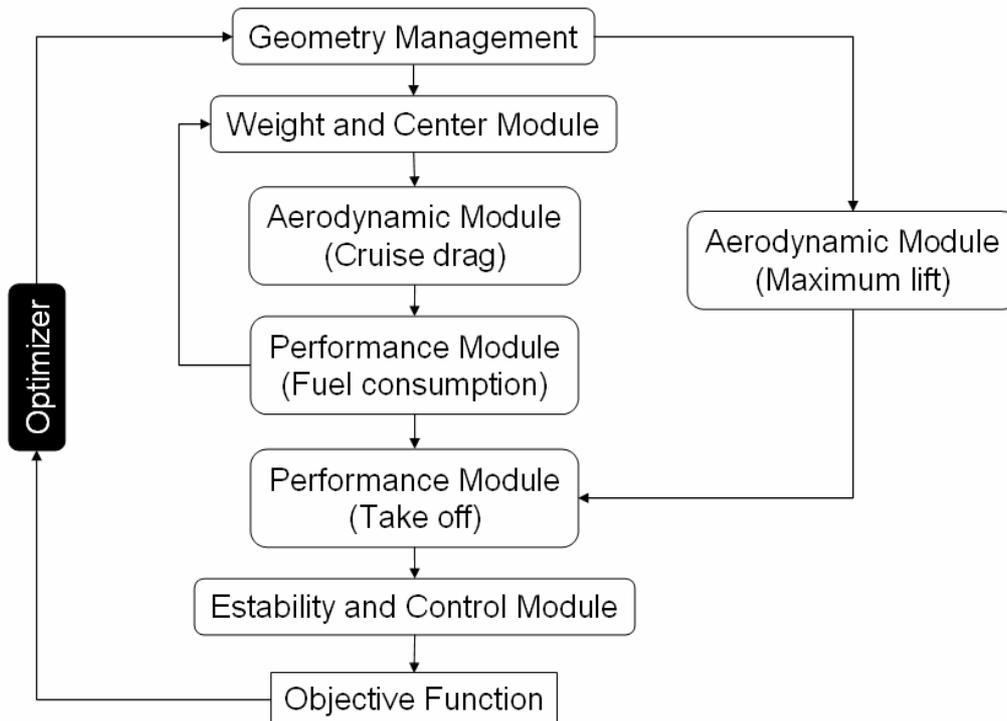 Geometry Management
Weight and Center Module
Aerodynamic Module
(Cruise drag)
Aerodynamic Module
(Maximum lift)
Optimizer
Performance Module
(Fuel consumption)
Performance Module
(Take off)
Estability and Control Module
Objective Function